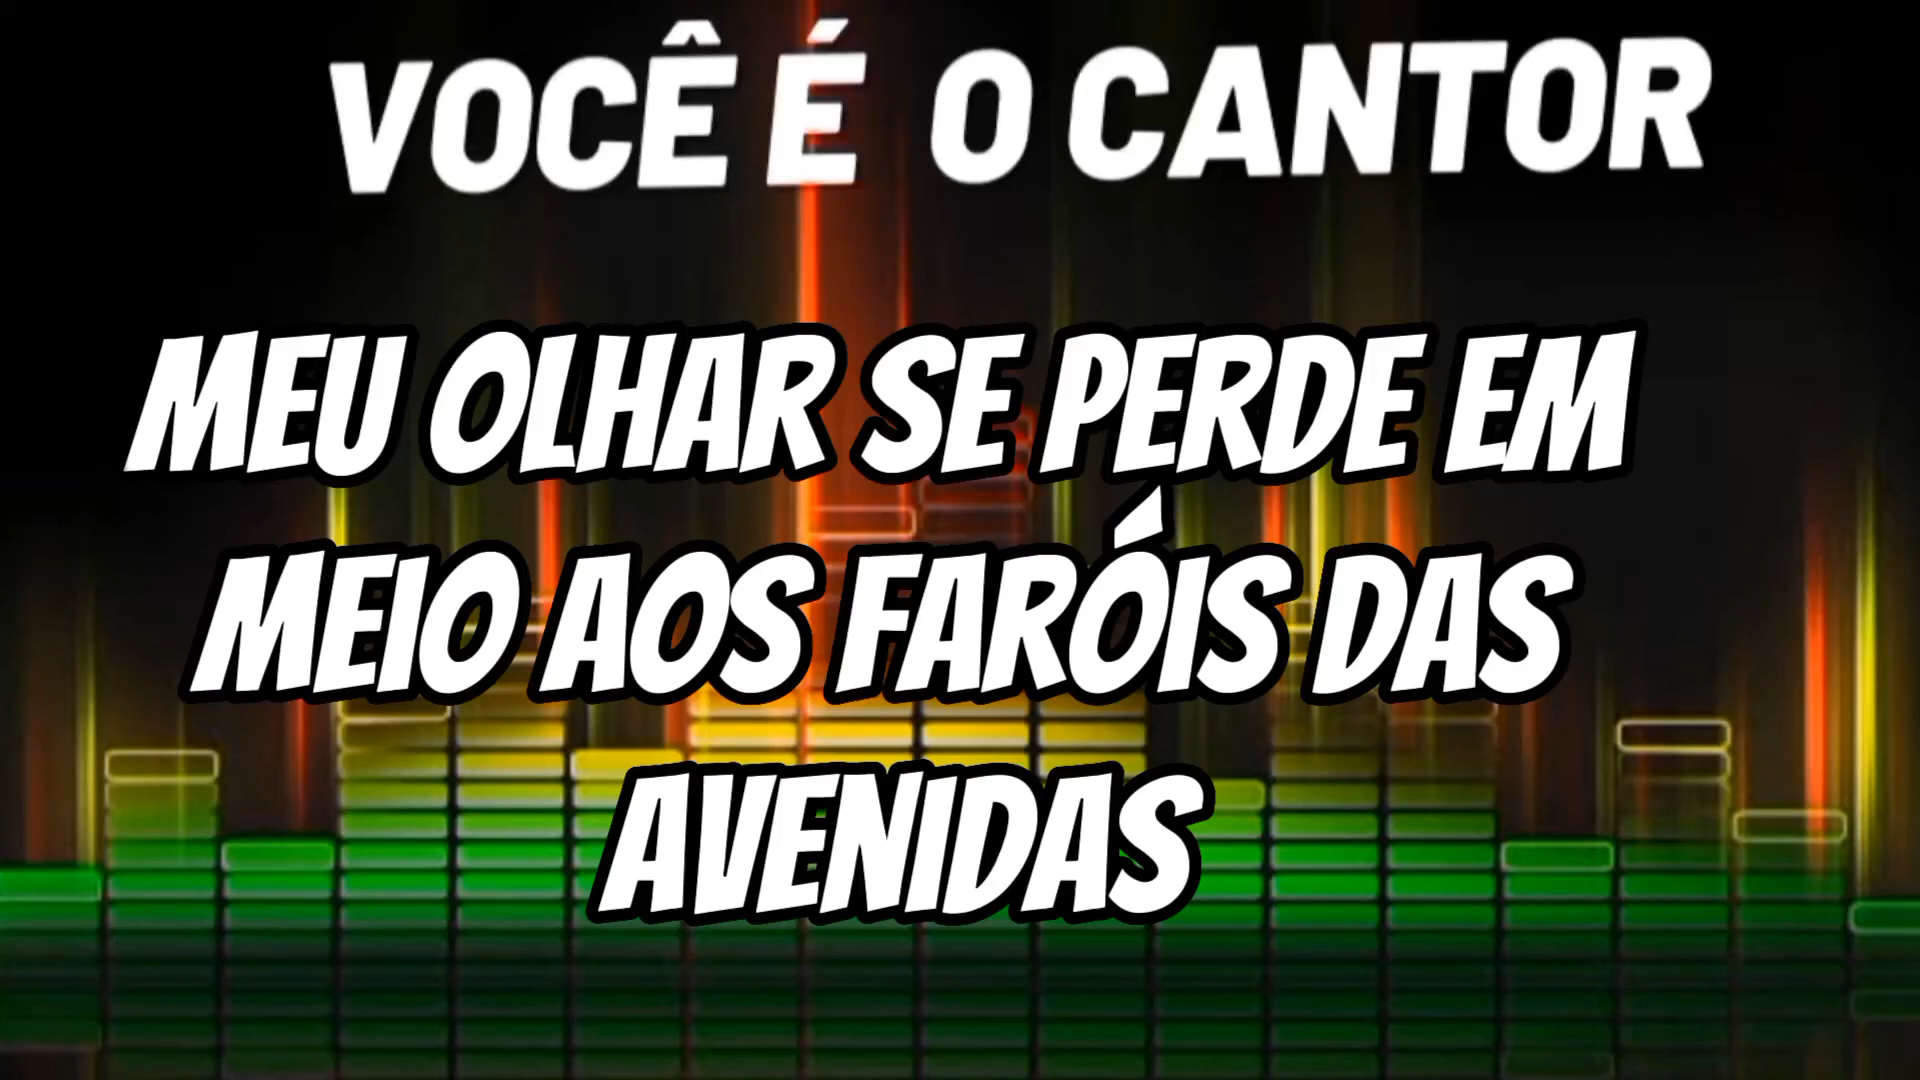 VOCÊ É O CANTOR
MEU OLHAR SE PERDE EM
MEIO AOS FARÓIS DAS
AVENIDAS